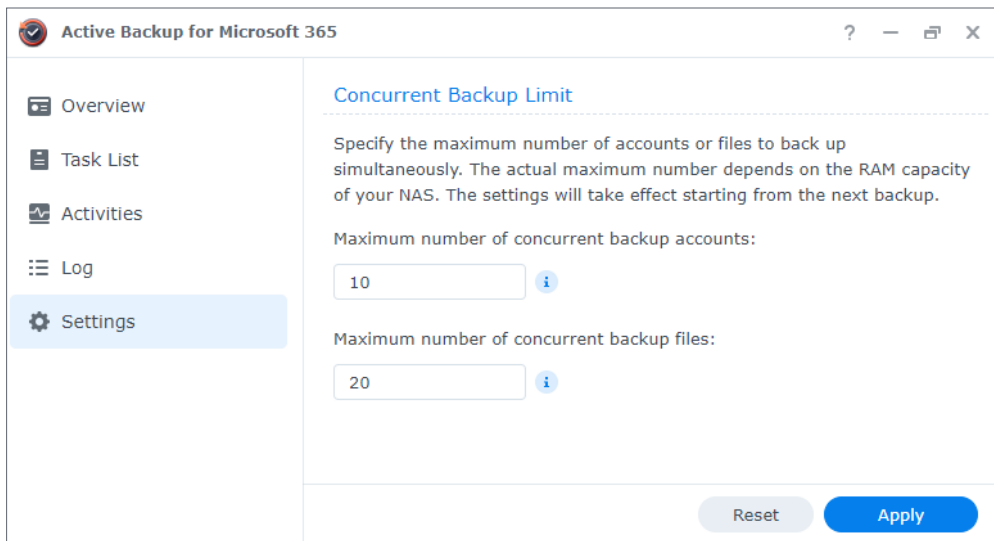 Active Backup for Microsoft 365
?
Overview
Task List
Activities
Log
Settings
Concurrent Backup Limit
Specify the maximum number of accounts or files to back up
simultaneously. The actual maximum number depends on the RAM capacity
of your NAS. The settings will take effect starting from the next backup.
Maximum number of concurrent backup accounts:
10
i
Maximum number of concurrent backup files:
20
i
Reset
Apply